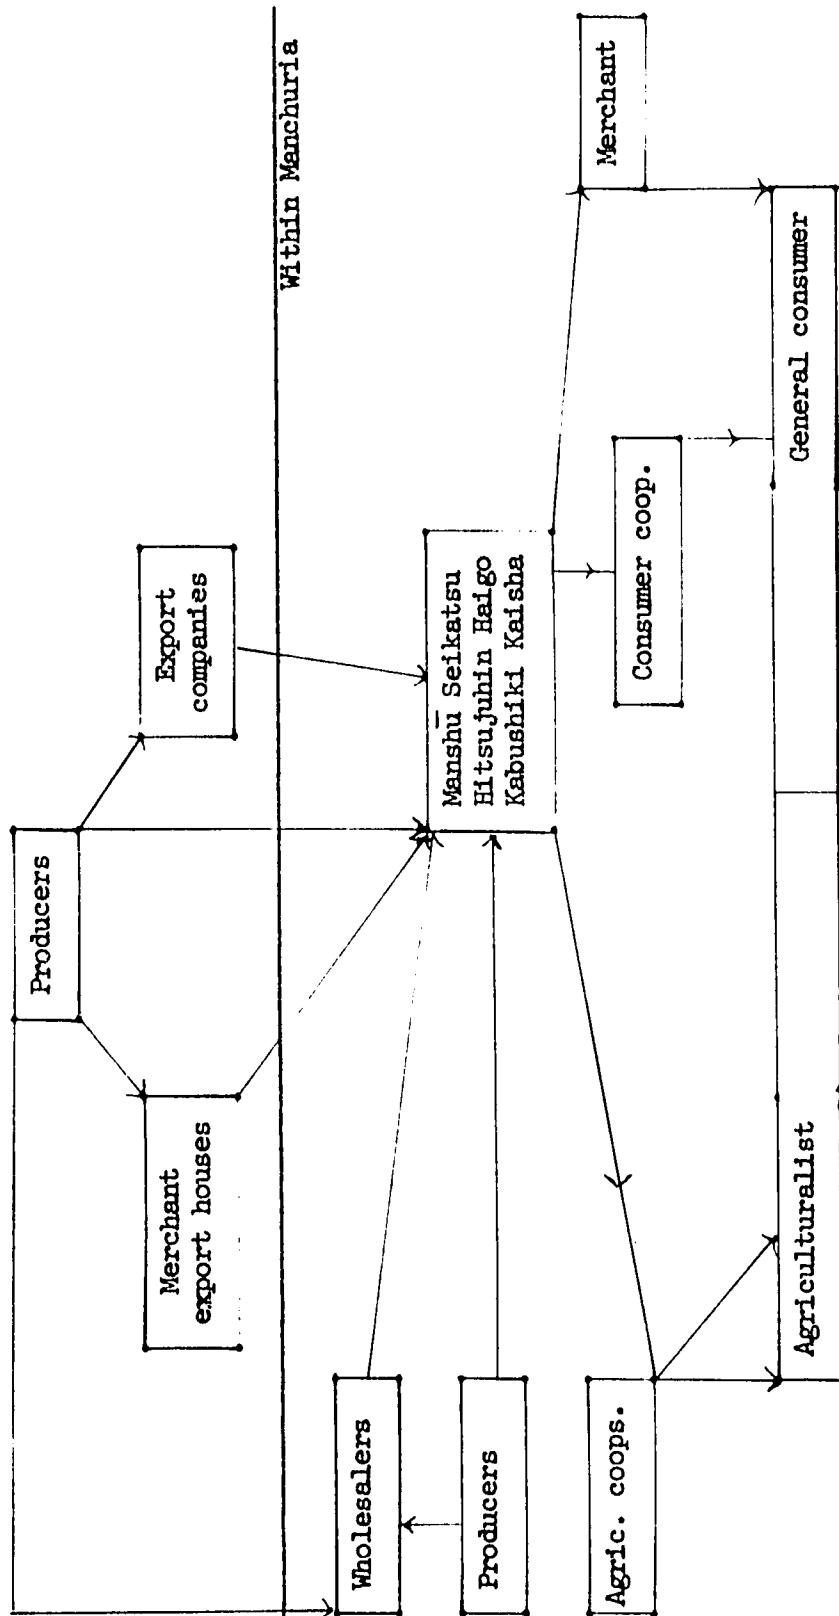 Producers
Export
companies
Merchant
export houses
Within Manchuria
Wholesalers
Producers
Manshū Seikatsu
Hitsujuhin Haigo
Kabushiki Kaisha
Merchant
Consumer coop.
Agric. coops.
Agriculturalist
General consumer